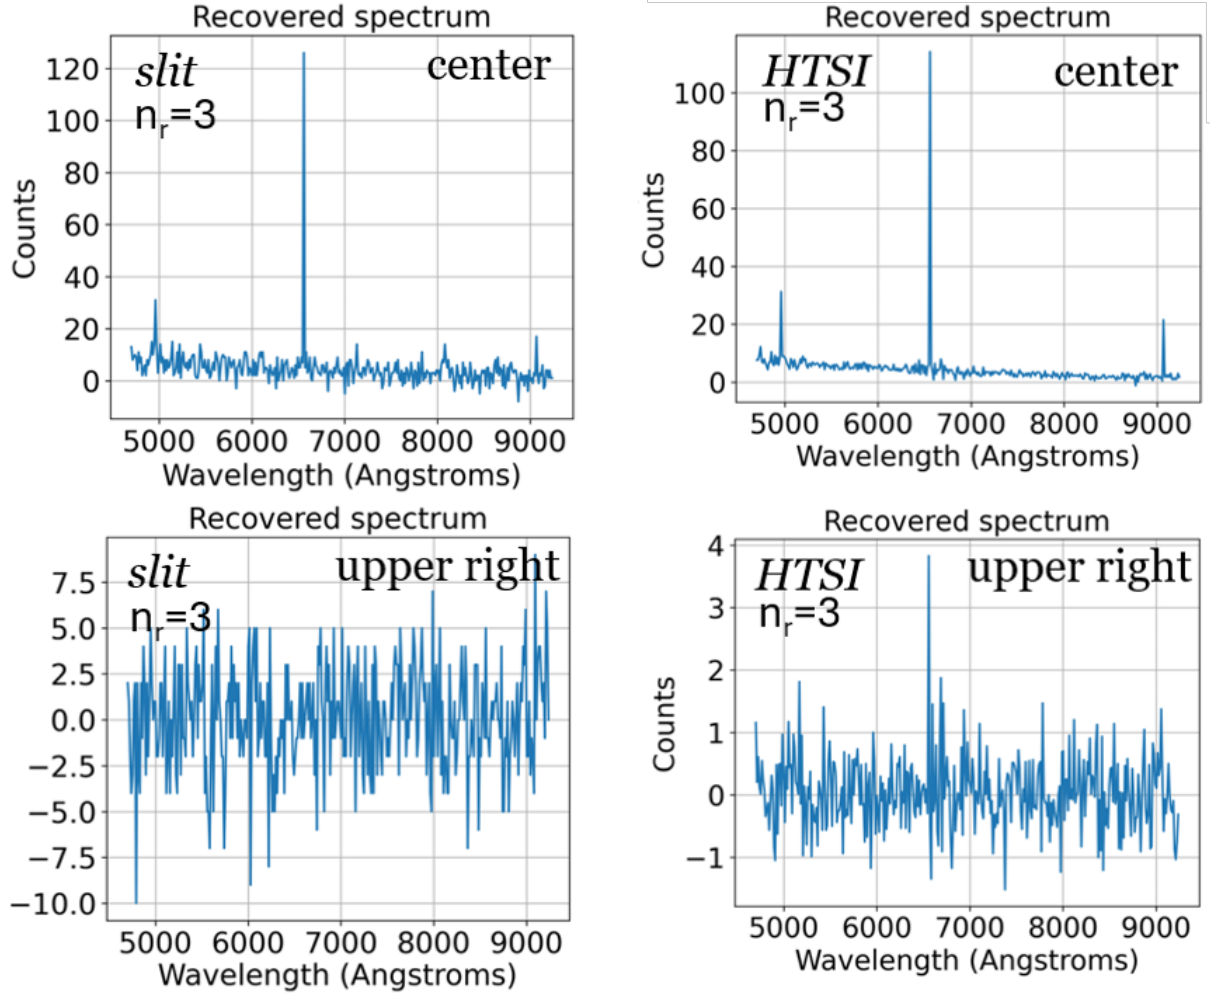 Recovered spectrum
slit
center
n_r=3
120
100
80
60
40
20
0
Counts
5000 6000 7000 8000 9000
Wavelength (Angstroms)
Recovered spectrum
HTSI
center
n_r=3
100
80
60
40
20
0
Counts
5000 6000 7000 8000 9000
Wavelength (Angstroms)
Recovered spectrum
slit
upper right
n_r=3
7.5
5.0
2.5
0.0
−2.5
−5.0
−7.5
−10.0
5000 6000 7000 8000 9000
Wavelength (Angstroms)
Recovered spectrum
HTSI
upper right
n_r=3
4
3
2
1
0
−1
Counts
5000 6000 7000 8000 9000
Wavelength (Angstroms)